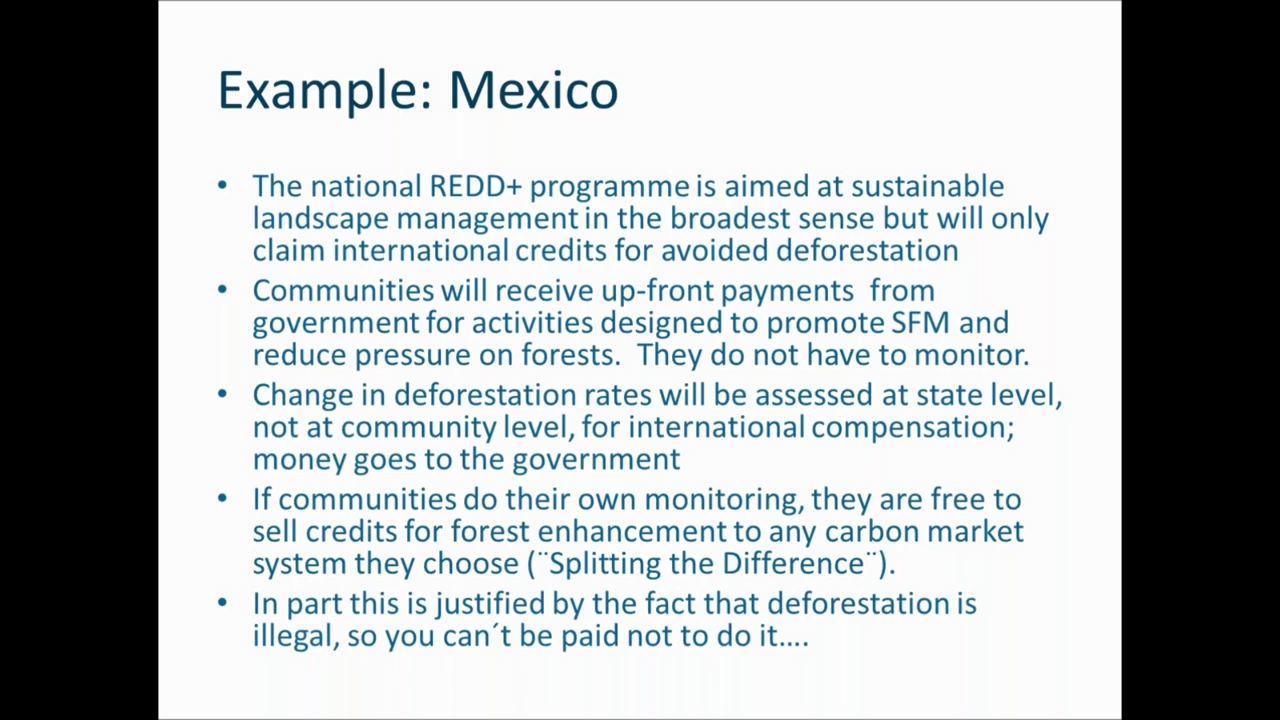 Example: Mexico
• The national REDD+ programme is aimed at sustainable
landscape management in the broadest sense but will only
claim international credits for avoided deforestation
• Communities will receive up-front payments  from
government for activities designed to promote SFM and
reduce pressure on forests.  They do not have to monitor.
• Change in deforestation rates will be assessed at state level,
not at community level, for international compensation;
money goes to the government
• If communities do their own monitoring, they are free to
sell credits for forest enhancement to any carbon market
system they choose (¨Splitting the Difference¨).
• In part this is justified by the fact that deforestation is
illegal, so you can´t be paid not to do it….